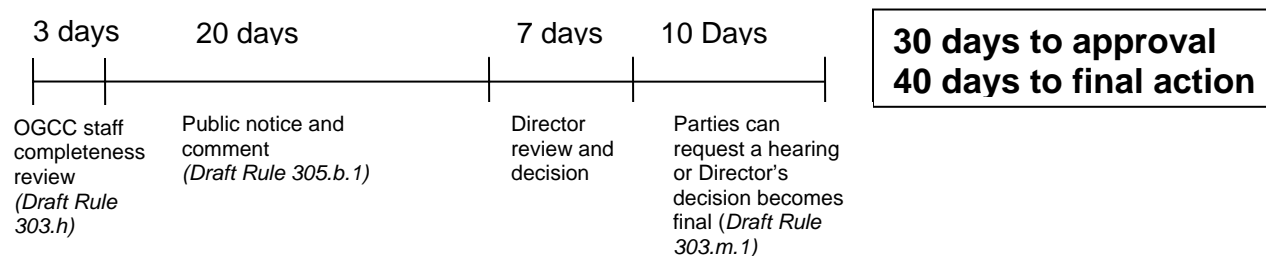 3 days
20 days
7 days
10 Days
30 days to approval
40 days to final action
OGCC staff
completeness
review
(Draft Rule
303.h)
Public notice and
comment
(Draft Rule 305.b.1)
Director
review and
decision
Parties can
request a hearing
or Director's
decision becomes
final (Draft Rule
303.m.1)